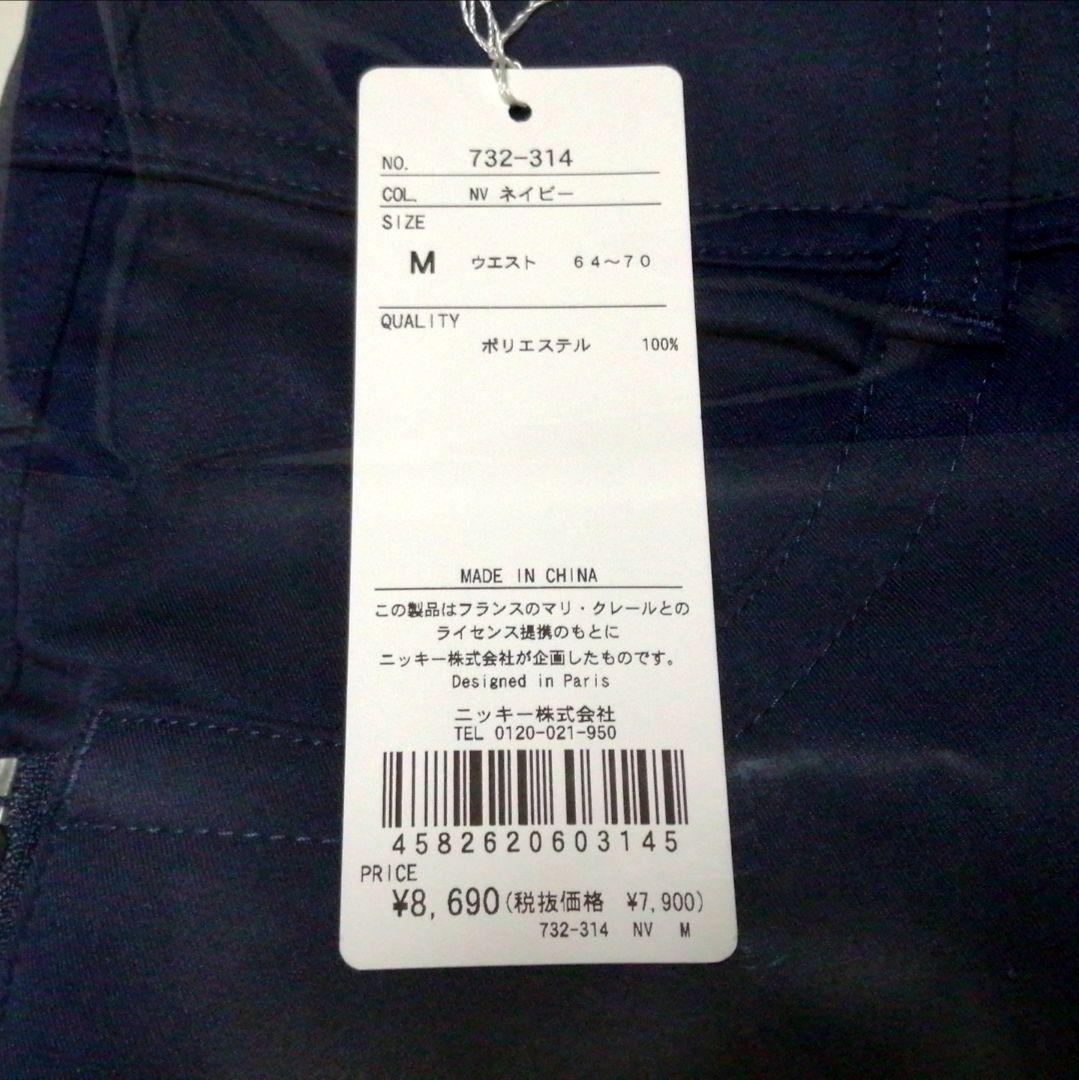 NO. 732-314
COL. NV ネイビー
SIZE
M ウエスト 64～70
QUALITY
ポリエステル 100%
MADE IN CHINA
この製品はフランスのマリ・クレールとの
ライセンス提携のもとに
ニッキー株式会社が企画したものです。
Designed in Paris
ニッキー株式会社
TEL 0120-021-950
4582620603145
PRICE
¥8,690(税抜価格 ¥7,900)
732-314 NV M